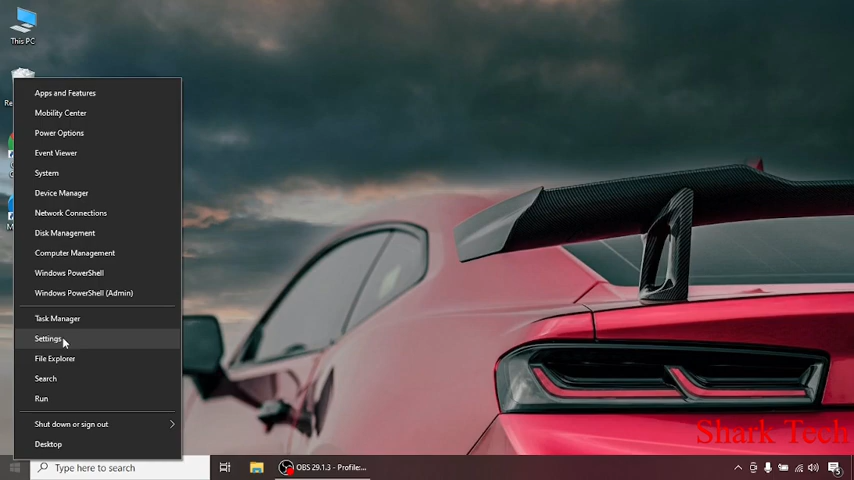 This PC
Apps and Features
Mobility Center
Power Options
Event Viewer
System
Device Manager
Network Connections
Disk Management
Computer Management
Windows PowerShell
Windows PowerShell (Admin)
Task Manager
Settings
File Explorer
Search
Run
Shut down or sign out
Desktop
Shark Tech
Type here to search
OBS 29.1.3 - Profile:...